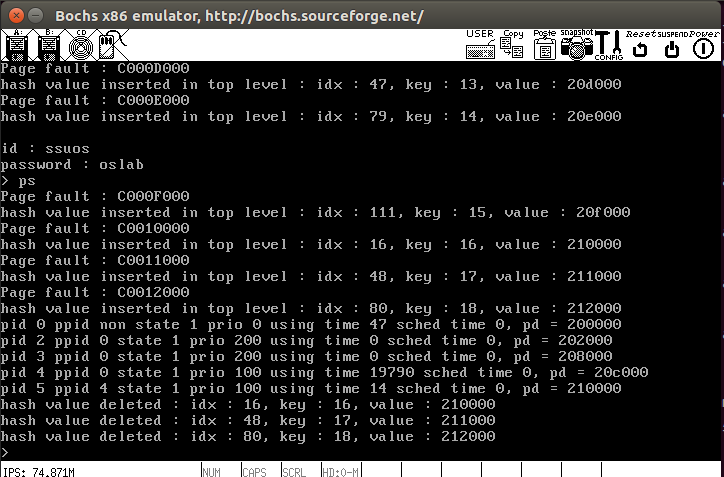 Bochs x86 emulator, http://bochs.sourceforge.net/
A: B: CD USER Copy Paste snapshot CONFIG Reset SUSPEND Power
Page fault : C000D000
hash value inserted in top level : idx : 47, key : 13, value : 20d000
Page fault : C000E000
hash value inserted in top level : idx : 79, key : 14, value : 20e000
id : ssuos
password : oslab
> ps
Page fault : C000F000
hash value inserted in top level : idx : 111, key : 15, value : 20f000
Page fault : C0010000
hash value inserted in top level : idx : 16, key : 16, value : 210000
Page fault : C0011000
hash value inserted in top level : idx : 48, key : 17, value : 211000
Page fault : C0012000
hash value inserted in top level : idx : 80, key : 18, value : 212000
pid 0 ppid non state 1 prio 0 using time 47 sched time 0, pd = 200000
pid 2 ppid 0 state 1 prio 200 using time 0 sched time 0, pd = 202000
pid 3 ppid 0 state 1 prio 200 using time 0 sched time 0, pd = 208000
pid 4 ppid 0 state 1 prio 100 using time 19790 sched time 0, pd = 20c000
pid 5 ppid 4 state 1 prio 100 using time 14 sched time 0, pd = 210000
hash value deleted : idx : 16, key : 16, value : 210000
hash value deleted : idx : 48, key : 17, value : 211000
hash value deleted : idx : 80, key : 18, value : 212000
>
IPS: 74.871M NUM CAPS SCRL HD:0-M